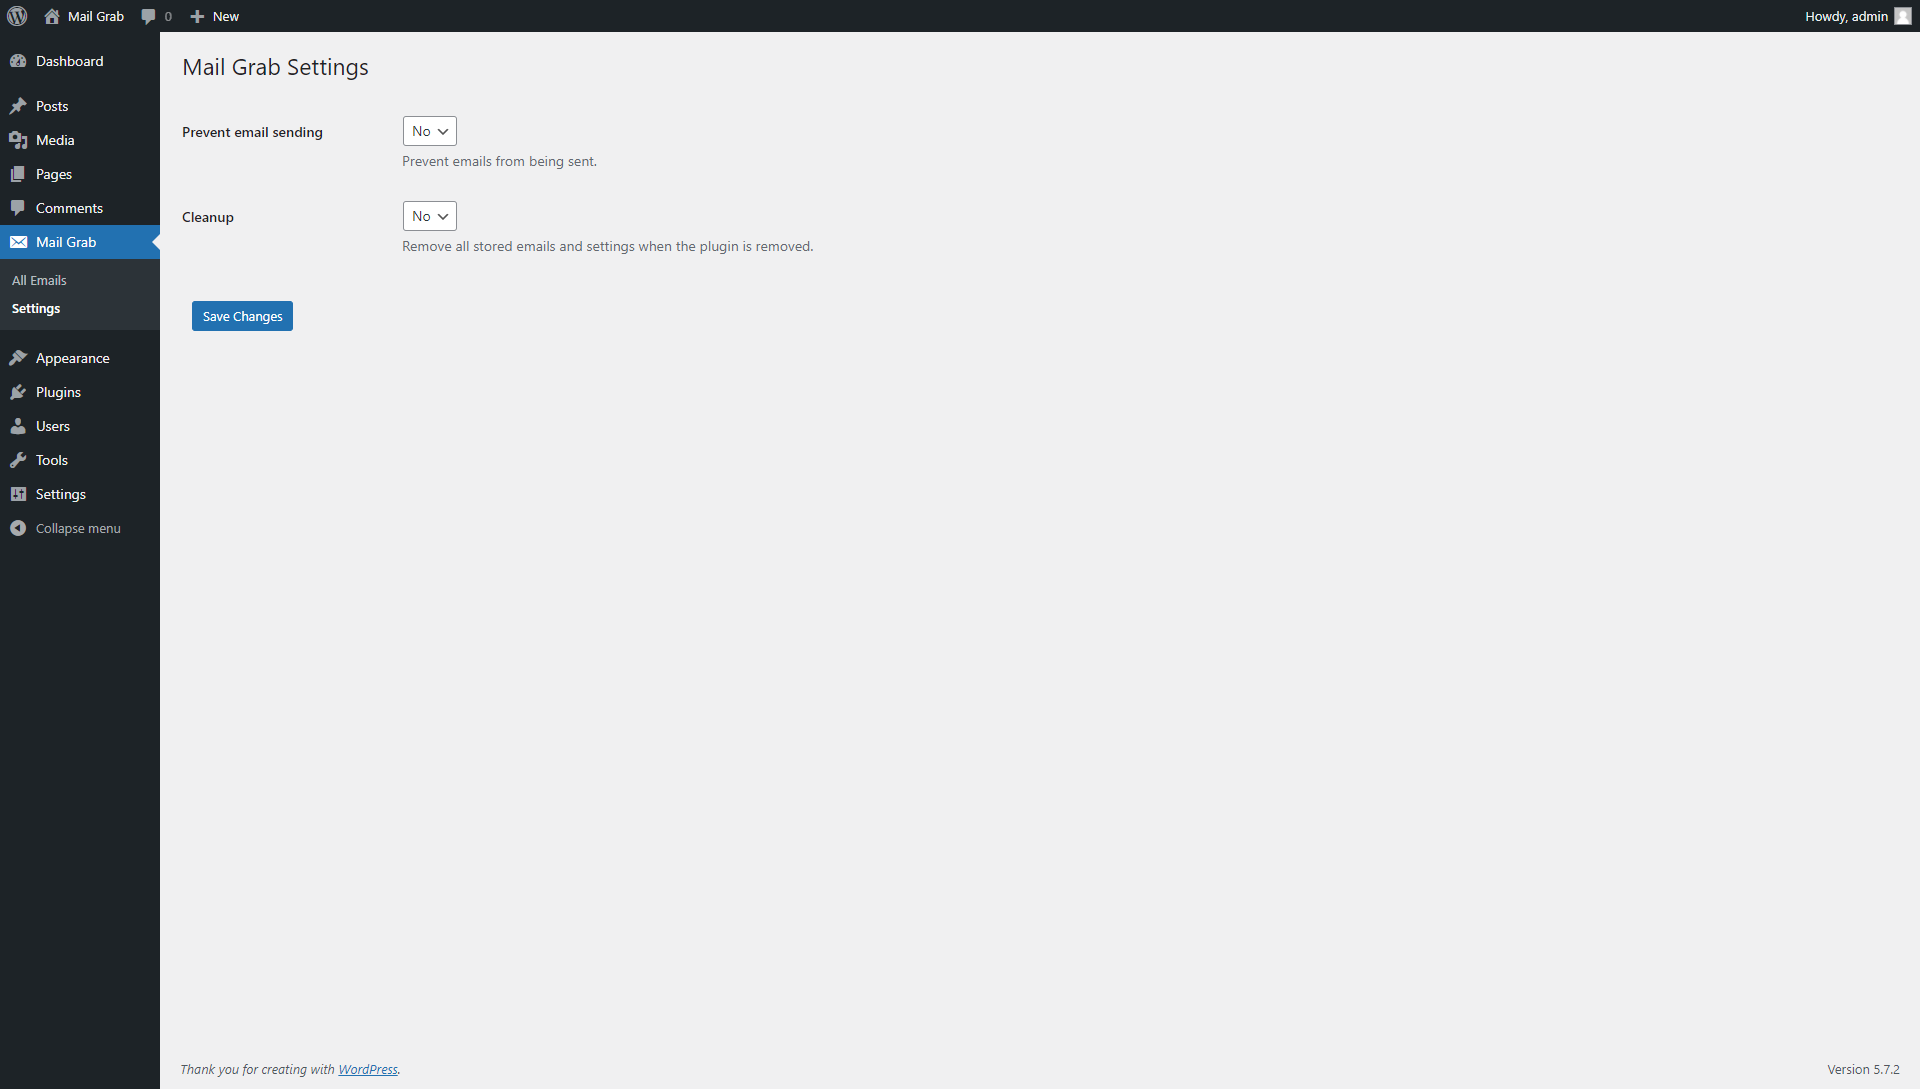 Mail Grab 0 New Howdy, admin
Dashboard
Posts
Media
Pages
Comments
Mail Grab
All Emails
Settings
Appearance
Plugins
Users
Tools
Settings
Collapse menu
Mail Grab Settings
Prevent email sending No
Prevent emails from being sent.
Cleanup No
Remove all stored emails and settings when the plugin is removed.
Save Changes
Thank you for creating with WordPress. Version 5.7.2